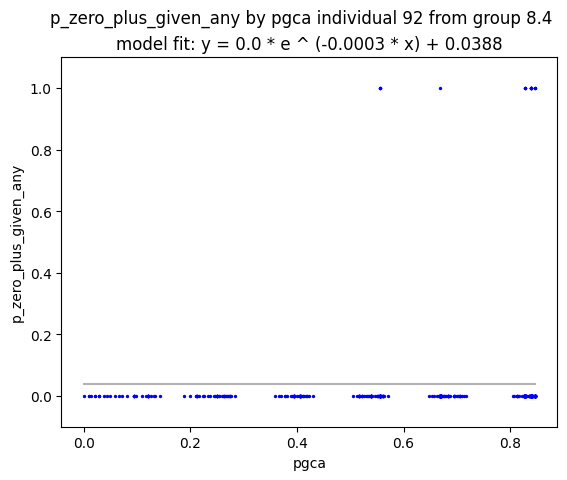 p_zero_plus_given_any by pgca individual 92 from group 8.4
model fit: y = 0.0 * e ^ (-0.0003 * x) + 0.0388
1.0
0.8
0.6
0.4
0.2
0.0
p_zero_plus_given_any
0.0 0.2 0.4 0.6 0.8
pgca